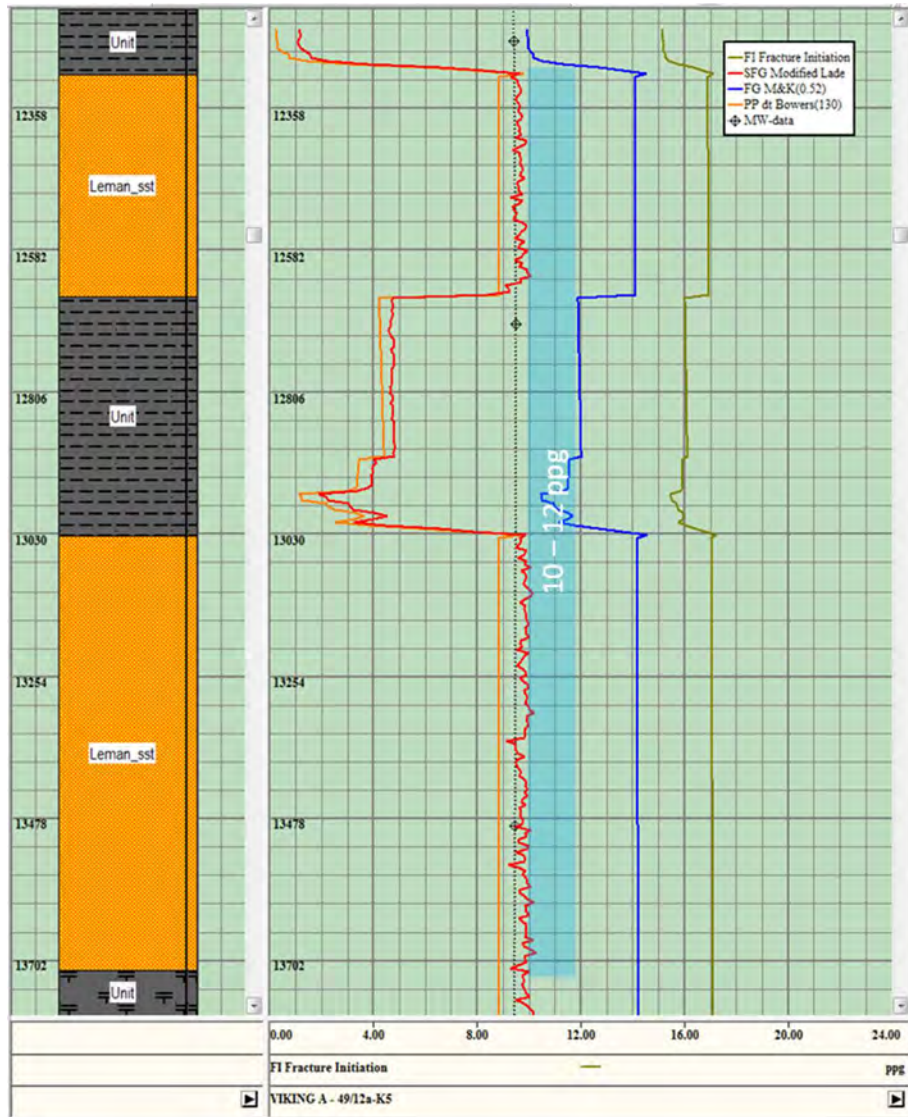 Unit
FI Fracture Initiation
SFG Modified Lade
FG M&K(0.52)
PP dt Bowers(130)
MW-data
12358
12358
Leman_sst
12582
12582
12806
12806
Unit
10 – 12 ppg
13030
13030
13254
13254
Leman_sst
13478
13478
13702
13702
Unit
0.00 4.00 8.00 12.00 16.00 20.00 24.00
FI Fracture Initiation ppg
VIKING A - 49/12a-K5